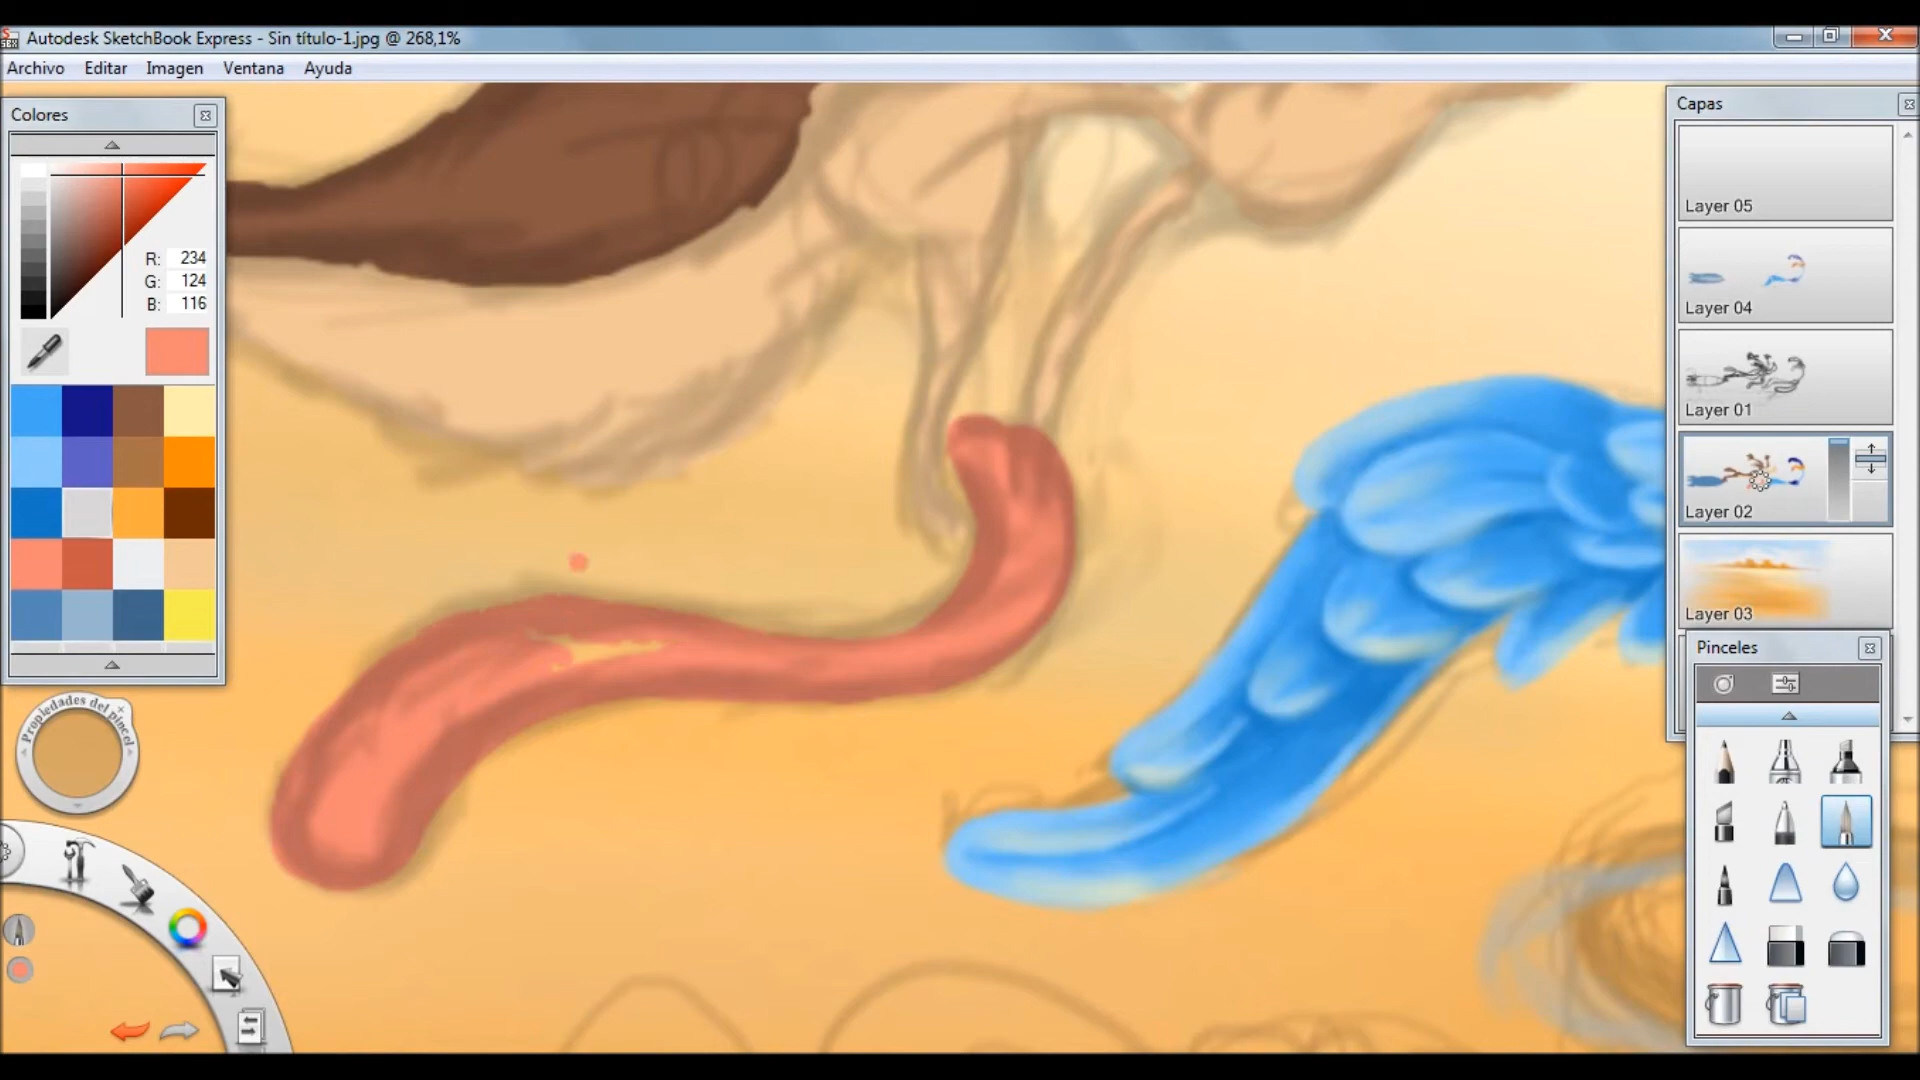 Autodesk SketchBook Express - Sin título-1.jpg @ 268,1%
Archivo Editar Imagen Ventana Ayuda
Colores
R: 234
G: 124
B: 116
Propiedades del pincel
Capas
Layer 05
Layer 04
Layer 01
Layer 02
Layer 03
Pinceles